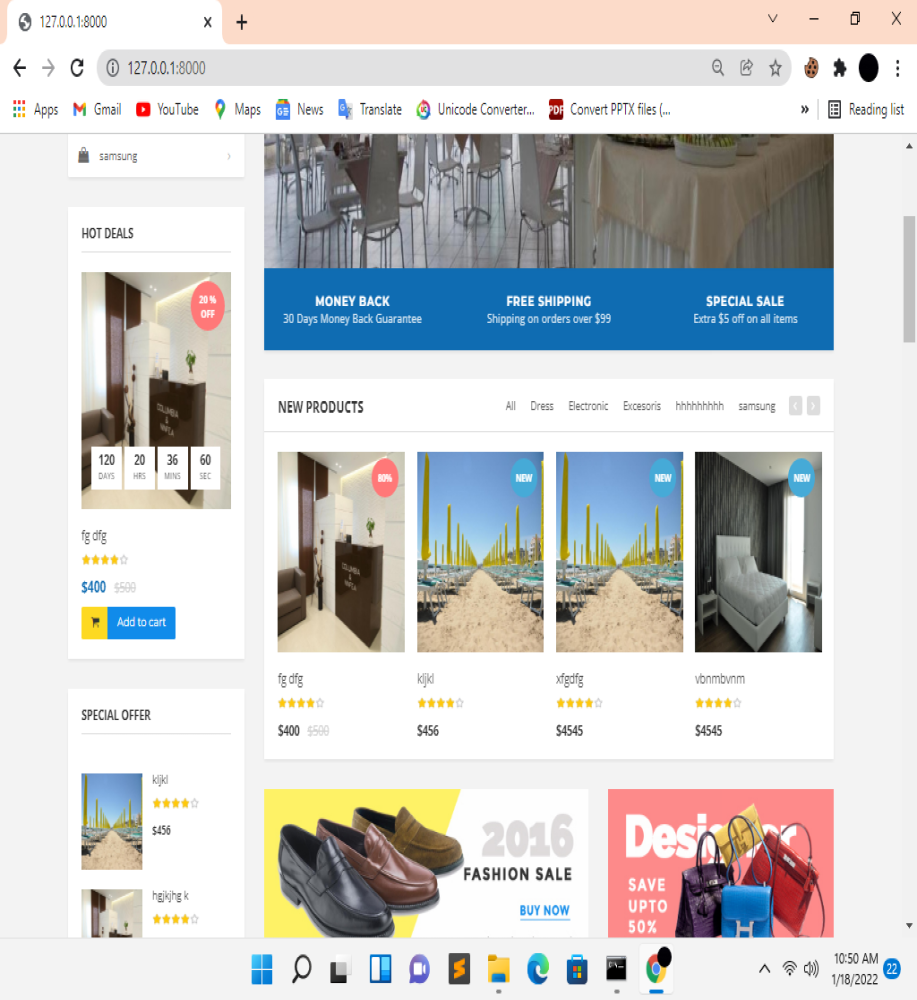 127.0.0.1:8000
127.0.0.1:8000
Apps
Gmail
YouTube
Maps
News
Translate
Unicode Converter...
Convert PPTX files (...
»
Reading list
samsung
HOT DEALS
20 %
OFF
120
DAYS
20
HRS
36
MINS
60
SEC
fg dfg
$400 $500
Add to cart
SPECIAL OFFER
kljkl
$456
hgjkjhg k
MONEY BACK
30 Days Money Back Guarantee
FREE SHIPPING
Shipping on orders over $99
SPECIAL SALE
Extra $5 off on all items
NEW PRODUCTS
All
Dress
Electronic
Excesoris
hhhhhhhhh
samsung
80%
fg dfg
$400 $500
NEW
kljkl
$456
NEW
xfgdfg
$4545
NEW
vbnmbvnm
$4545
2016
FASHION SALE
BUY NOW
Designer
SAVE
UPTO
50%
10:50 AM
1/18/2022
22